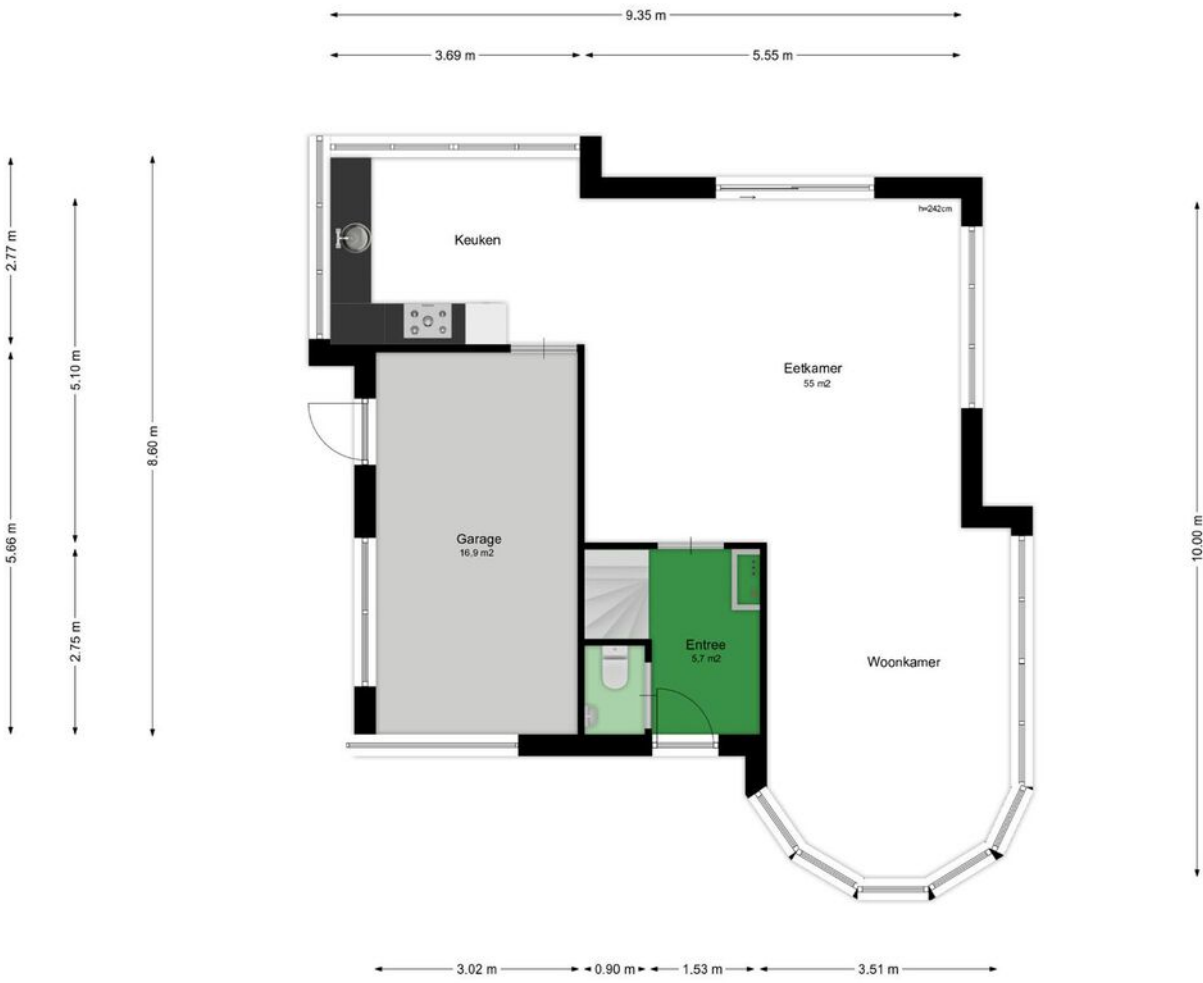 9.35 m
3.69 m
5.55 m
h=242cm
Keuken
2.77 m
5.10 m
8.60 m
5.66 m
2.75 m
10.00 m
Eetkamer
55 m2
Garage
16,9 m2
Entree
5,7 m2
Woonkamer
3.02 m
0.90 m
1.53 m
3.51 m